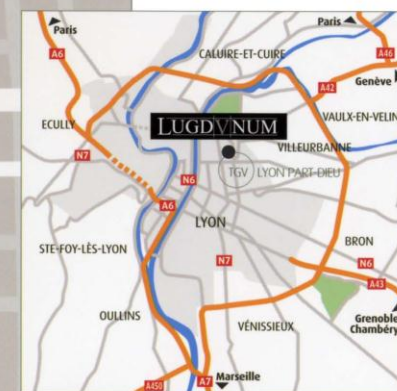 Paris
Paris
A6
A46
CALUIRE-ET-CUIRE
Genève
A42
ECULLY
LUGDVNUM
VAULX-EN-VELIN
VILLEURBANNE
N7
TGV LYON PART-DIEU
N6
A6
LYON
STE-FOY-LÈS-LYON
BRON
N7
N6
A43
OULLINS
VÉNISSIEUX
Grenoble
Chambéry
A450
A7
Marseille